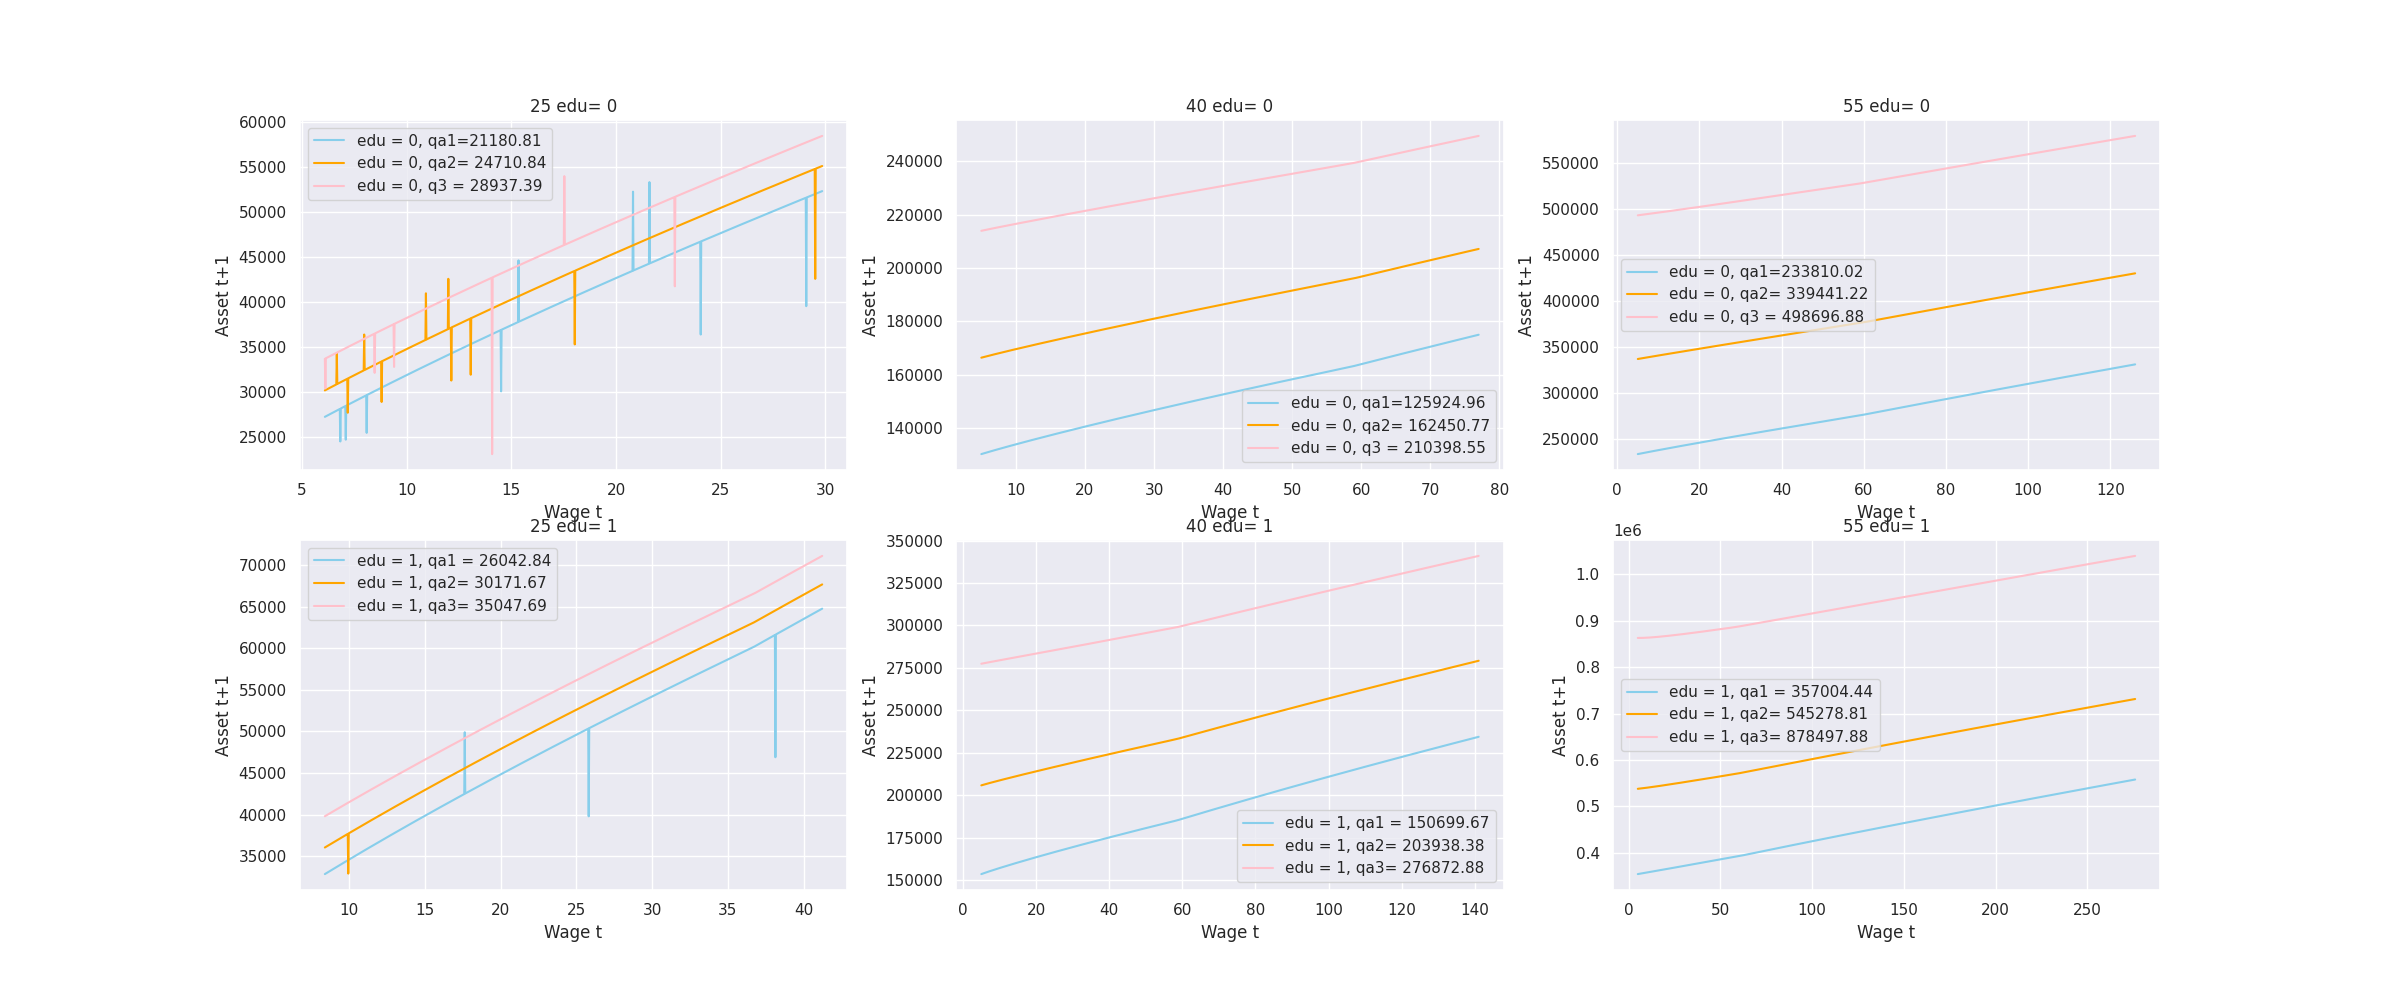 25 edu= 0
60000
55000
50000
45000
40000
35000
30000
25000
Asset t+1
edu = 0, qa1=21180.81
edu = 0, qa2= 24710.84
edu = 0, q3 = 28937.39
5 10 15 20 25 30
Wage t
40 edu= 0
240000
220000
200000
180000
160000
140000
Asset t+1
edu = 0, qa1=125924.96
edu = 0, qa2= 162450.77
edu = 0, q3 = 210398.55
10 20 30 40 50 60 70 80
Wage t
55 edu= 0
550000
500000
450000
400000
350000
300000
250000
Asset t+1
edu = 0, qa1=233810.02
edu = 0, qa2= 339441.22
edu = 0, q3 = 498696.88
0 20 40 60 80 100 120
Wage t
25 edu= 1
70000
65000
60000
55000
50000
45000
40000
35000
Asset t+1
edu = 1, qa1 = 26042.84
edu = 1, qa2= 30171.67
edu = 1, qa3= 35047.69
10 15 20 25 30 35 40
Wage t
40 edu= 1
350000
325000
300000
275000
250000
225000
200000
175000
150000
Asset t+1
edu = 1, qa1 = 150699.67
edu = 1, qa2= 203938.38
edu = 1, qa3= 276872.88
0 20 40 60 80 100 120 140
Wage t
55 edu= 1
1e6
1.0
0.9
0.8
0.7
0.6
0.5
0.4
Asset t+1
edu = 1, qa1 = 357004.44
edu = 1, qa2= 545278.81
edu = 1, qa3= 878497.88
0 50 100 150 200 250
Wage t